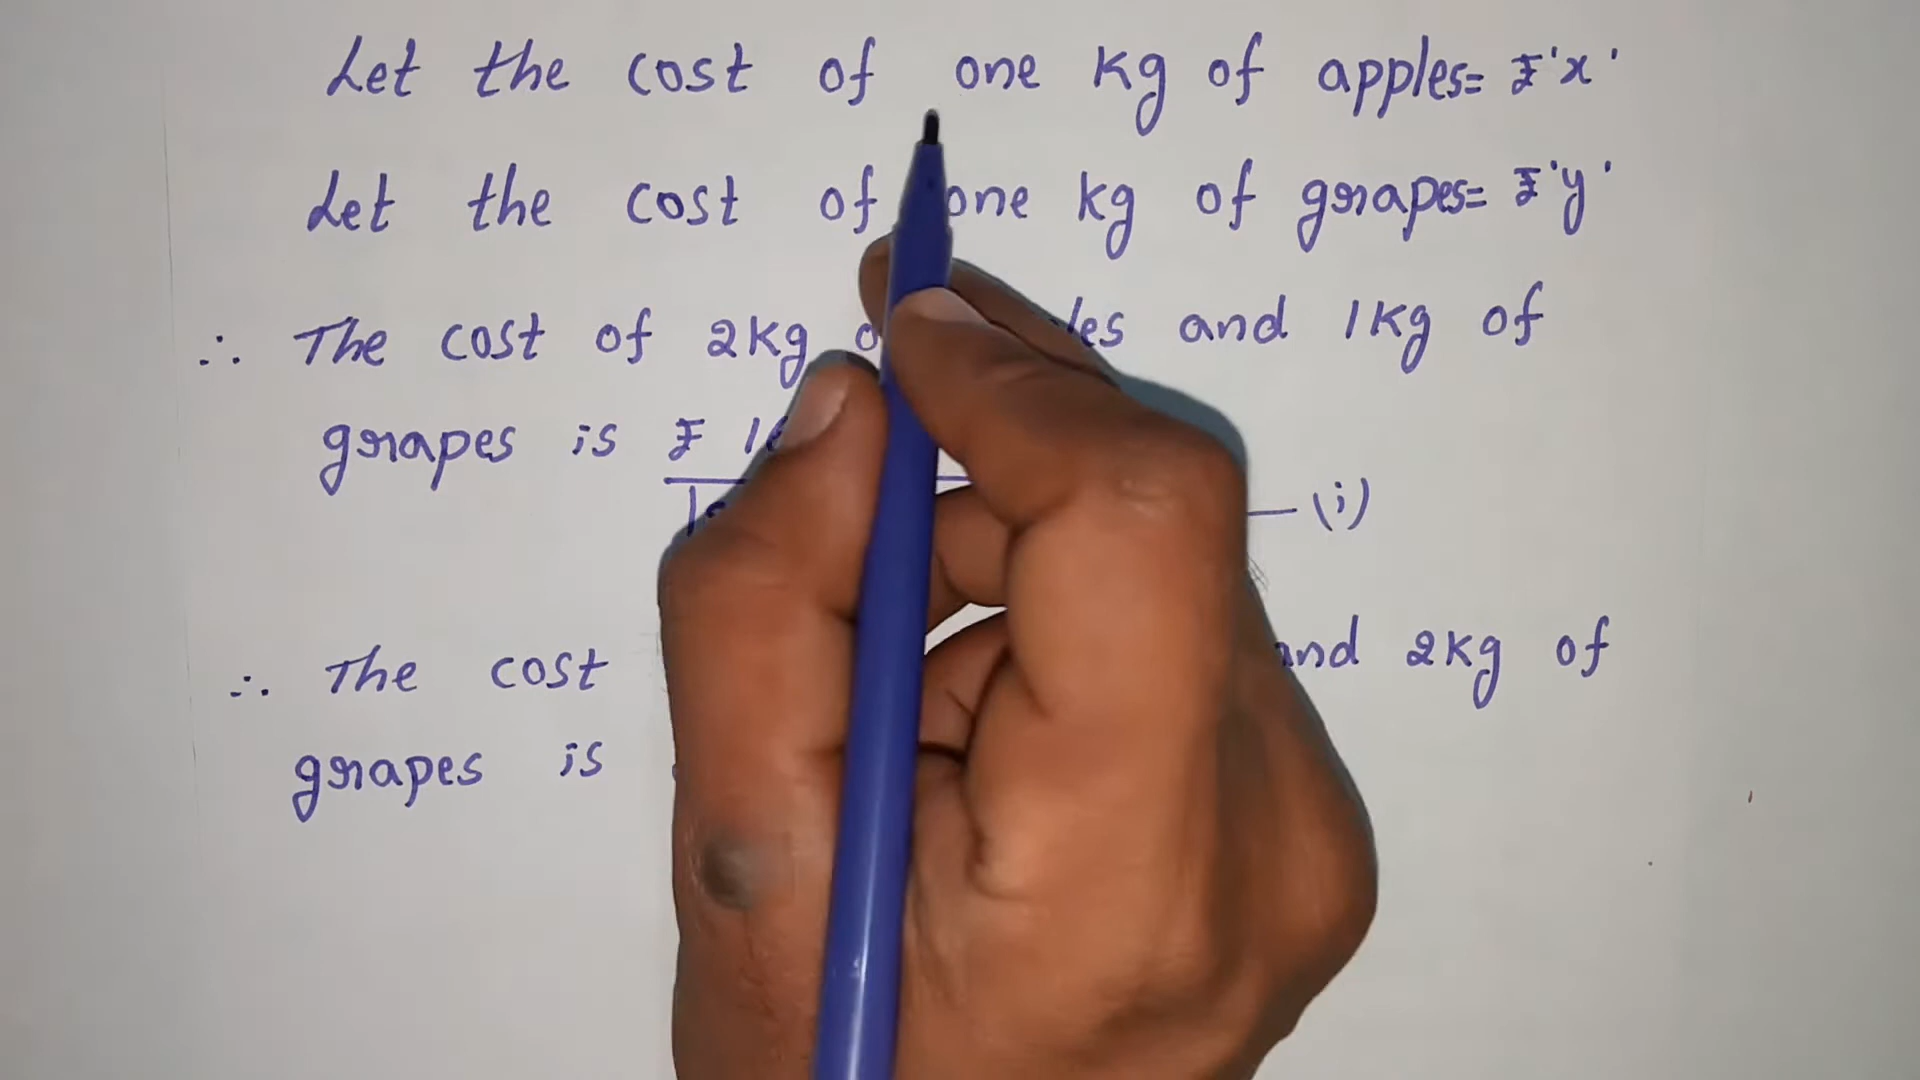 Let the cost of one kg of apples= ₹'x'
Let the cost of one kg of grapes= ₹'y'
∴ The cost of 2kg and 1kg of
grapes is ₹
— (i)
∴ The cost and 2kg of
grapes is